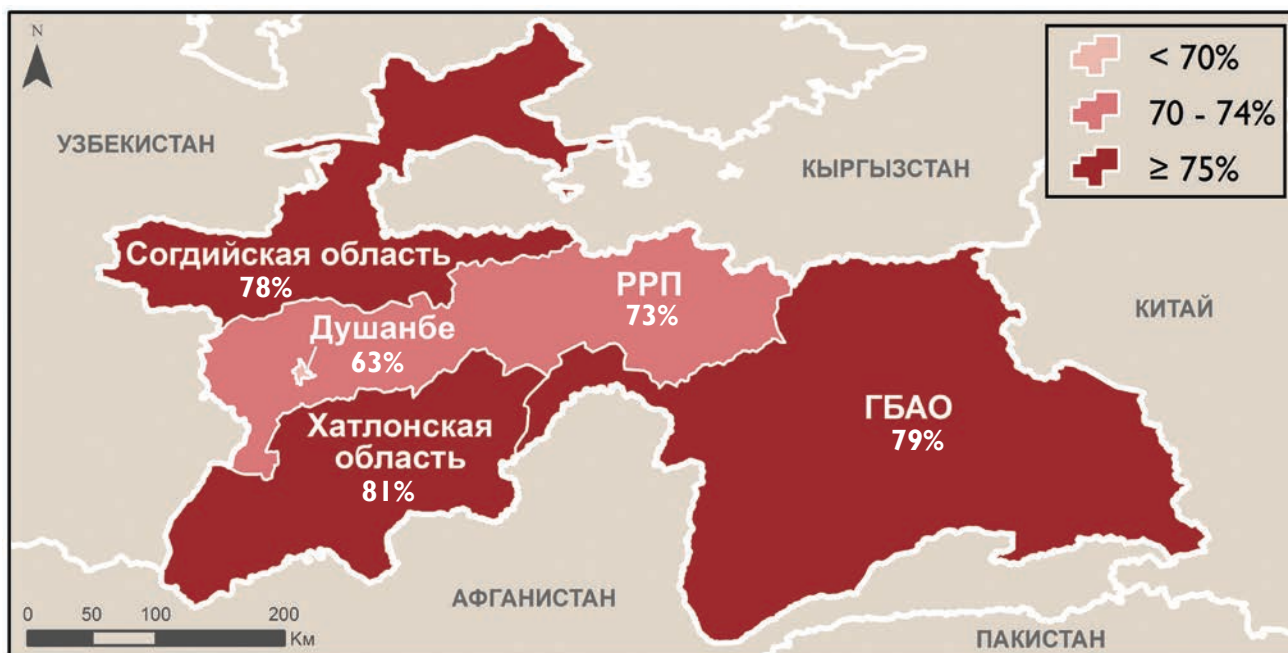 N
< 70%
70 - 74%
≥ 75%
УЗБЕКИСТАН
КЫРГЫЗСТАН
Согдийская область
78%
РРП
73%
КИТАЙ
Душанбе
63%
ГБАО
79%
Хатлонская
область
81%
АФГАНИСТАН
ПАКИСТАН
0 50 100 200
Км